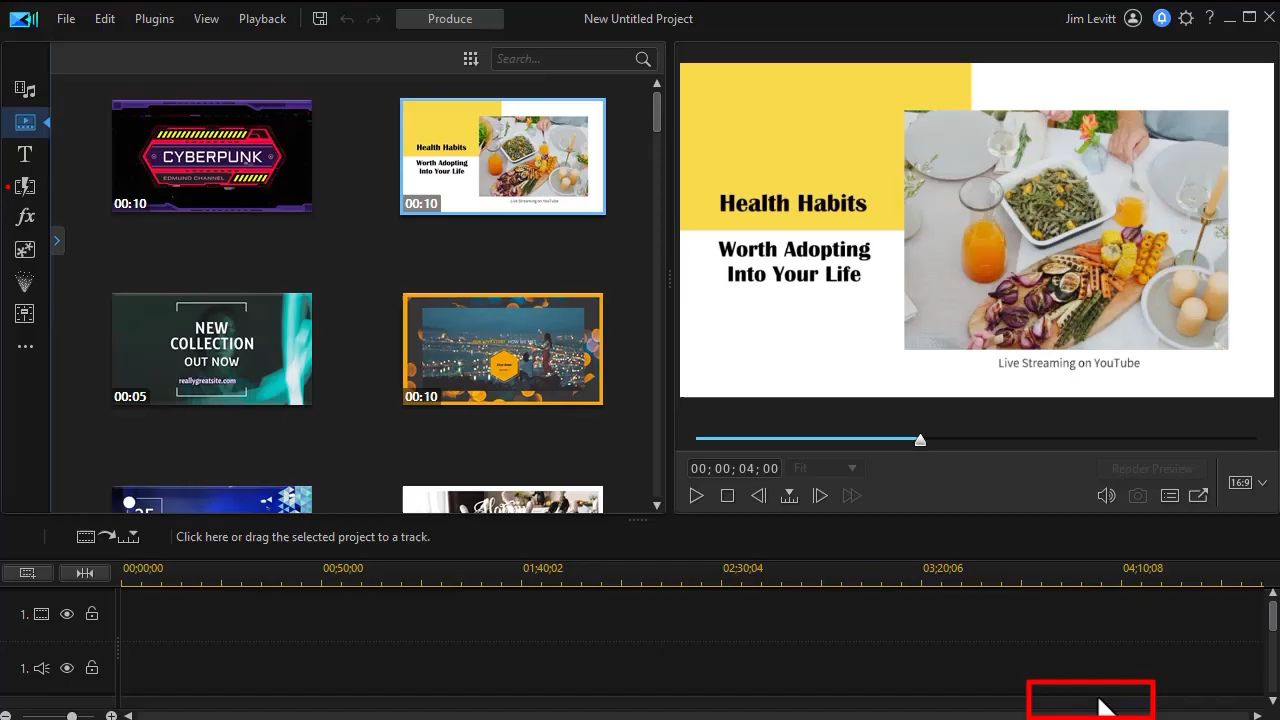 File Edit Plugins View Playback Produce New Untitled Project Jim Levitt ?
Search...
T
fx
CYBERPUNK
EDMUND CHANNEL
00:10
Health Habits
Worth Adopting
Into Your Life
Live Streaming on YouTube
00:10
NEW
COLLECTION
OUT NOW
reallygreatsite.com
00:05
00:10
Health Habits
Worth Adopting
Into Your Life
Live Streaming on YouTube
00; 00; 04; 00 Fit Render Preview
16:9
Click here or drag the selected project to a track.
00;00;00 00;50;00 01;40;02 02;30;04 03;20;06 04;10;08
1.
1.